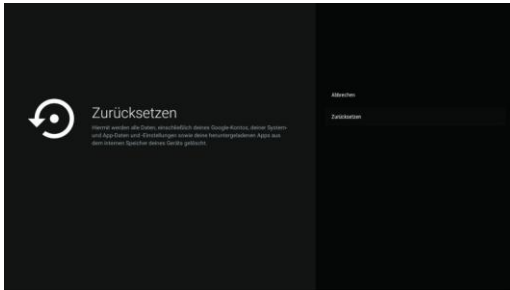 Zurücksetzen
Hiermit werden alle Daten, einschließlich deines Google-Kontos, deiner System-
und App-Daten und -Einstellungen sowie deine heruntergeladenen Apps aus
dem internen Speicher deines Geräts gelöscht.
Abbrechen
Zurücksetzen